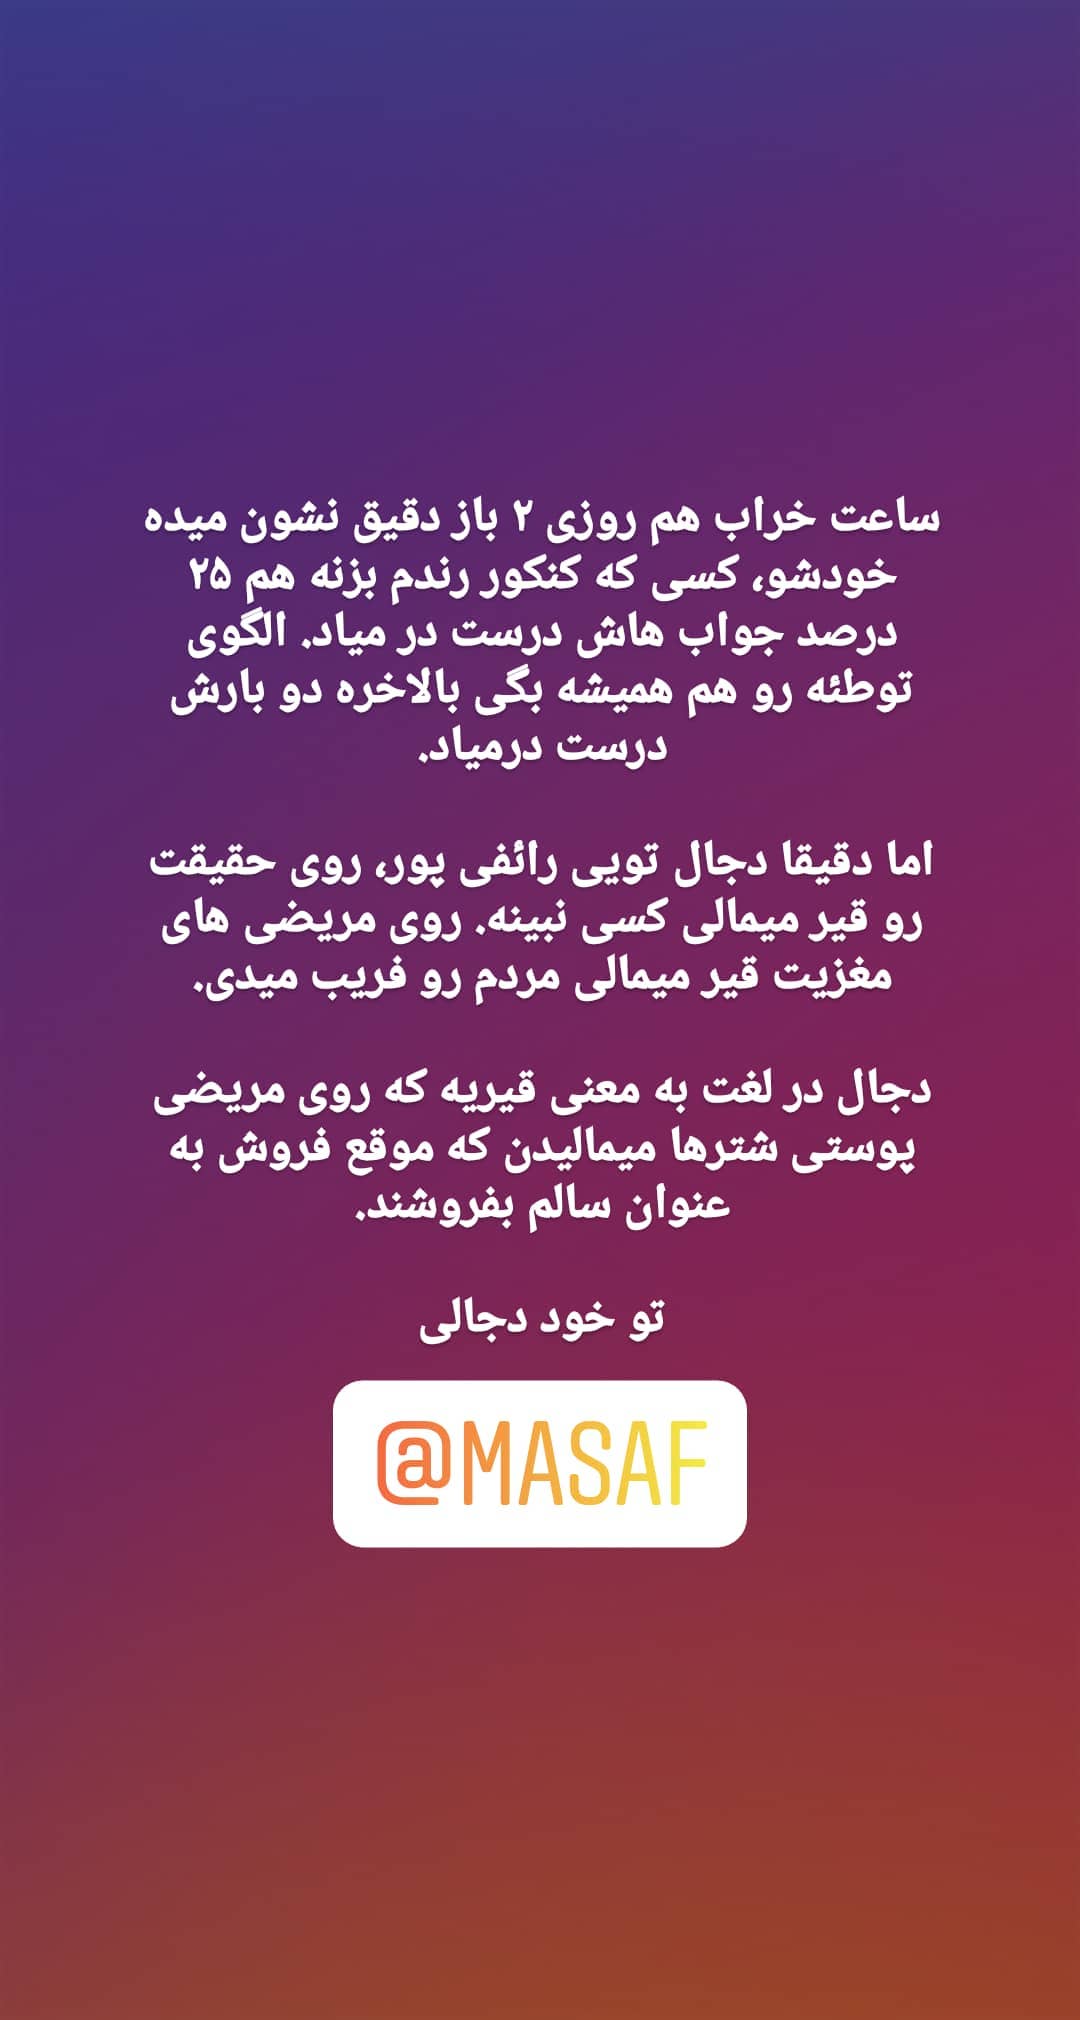 ساعت خراب هم روزی ۲ باز دقیق نشون میده
خودشو، کسی که کنکور رندم بزنه هم ۲۵
درصد جواب هاش درست در میاد. الگوی
توطئه رو هم همیشه بگی بالاخره دو بارش
درست درمیاد.
اما دقیقا دجال تویی رائفی پور، روی حقیقت
رو قیر میمالی کسی نبینه. روی مریضی های
مغزیت قیر میمالی مردم رو فریب میدی.
دجال در لغت به معنی قیریه که روی مریضی
پوستی شترها میمالیدن که موقع فروش به
عنوان سالم بفروشند.
تو خود دجالی
@MASAF